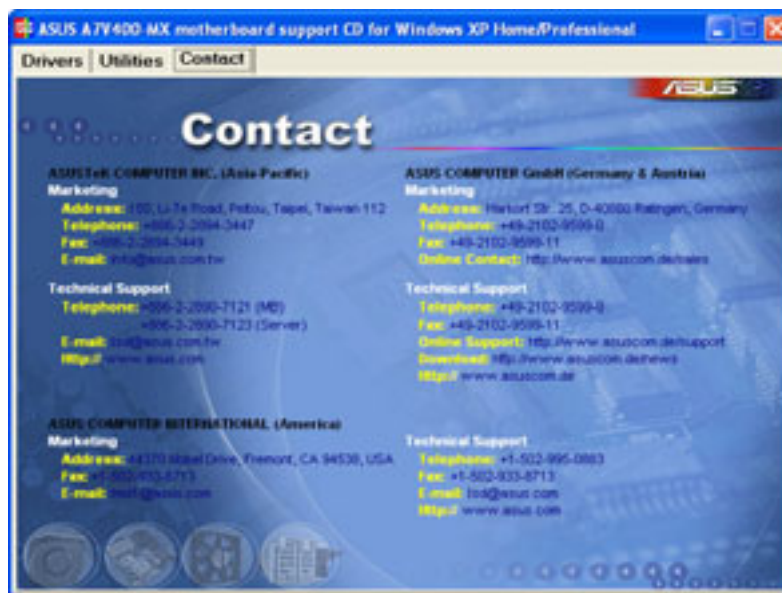 ASUS A7V400-MX motherboard support CD for Windows XP Home/Professional
Drivers Utilities Contact
ASUS
Contact
ASUSTeK COMPUTER INC. (Asia-Pacific)
Marketing
Address: 150, Li-Te Road, Peitou, Taipei, Taiwan 112
Telephone: +886-2-2894-3447
Fax: +886-2-2894-3449
E-mail: info@asus.com.tw
Technical Support
Telephone: +886-2-2890-7121 (MB)
+886-2-2890-7123 (Server)
E-mail: tsd@asus.com.tw
Http:// www.asus.com
ASUS COMPUTER GmbH (Germany & Austria)
Marketing
Address: Harkort Str. 25, D-40880 Ratingen, Germany
Telephone: +49-2102-9599-0
Fax: +49-2102-9599-11
Online Contact: http://www.asuscom.de/sales
Technical Support
Telephone: +49-2102-9599-0
Fax: +49-2102-9599-11
Online Support: http://www.asuscom.de/support
Download: http://www.asuscom.de/news
Http:// www.asuscom.de
ASUS COMPUTER INTERNATIONAL (America)
Marketing
Address: 44370 Nobel Drive, Fremont, CA 94538, USA
Fax: +1-502-933-8713
E-mail:
Technical Support
Telephone: +1-502-995-0883
Fax: +1-502-933-8713
E-mail: tsd@asus.com
Http:// www.asus.com